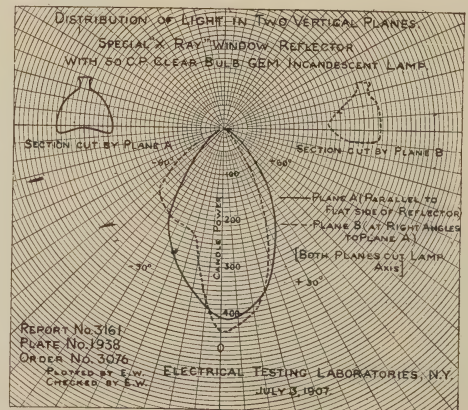 DISTRIBUTION OF LIGHT IN TWO VERTICAL PLANES.
SPECIAL "X RAY" WINDOW REFLECTOR
WITH 50 C.P. CLEAR BULB GEM INCANDESCENT LAMP.
SECTION CUT BY PLANE A
SECTION CUT BY PLANE B
-60°
+60°
100
PLANE A (PARALLEL TO
FLAT SIDE OF REFLECTOR)
CANDLE POWER
200
PLANE B (AT RIGHT ANGLES
TO PLANE A)
[BOTH PLANES CUT LAMP
AXIS]
300
-30°
+30°
400
0
REPORT No. 3161
PLATE No. 1938
ORDER No. 3076
PLOTTED BY E.W.
CHECKED BY E.W.
ELECTRICAL TESTING LABORATORIES, N.Y.
JULY 3, 1907.